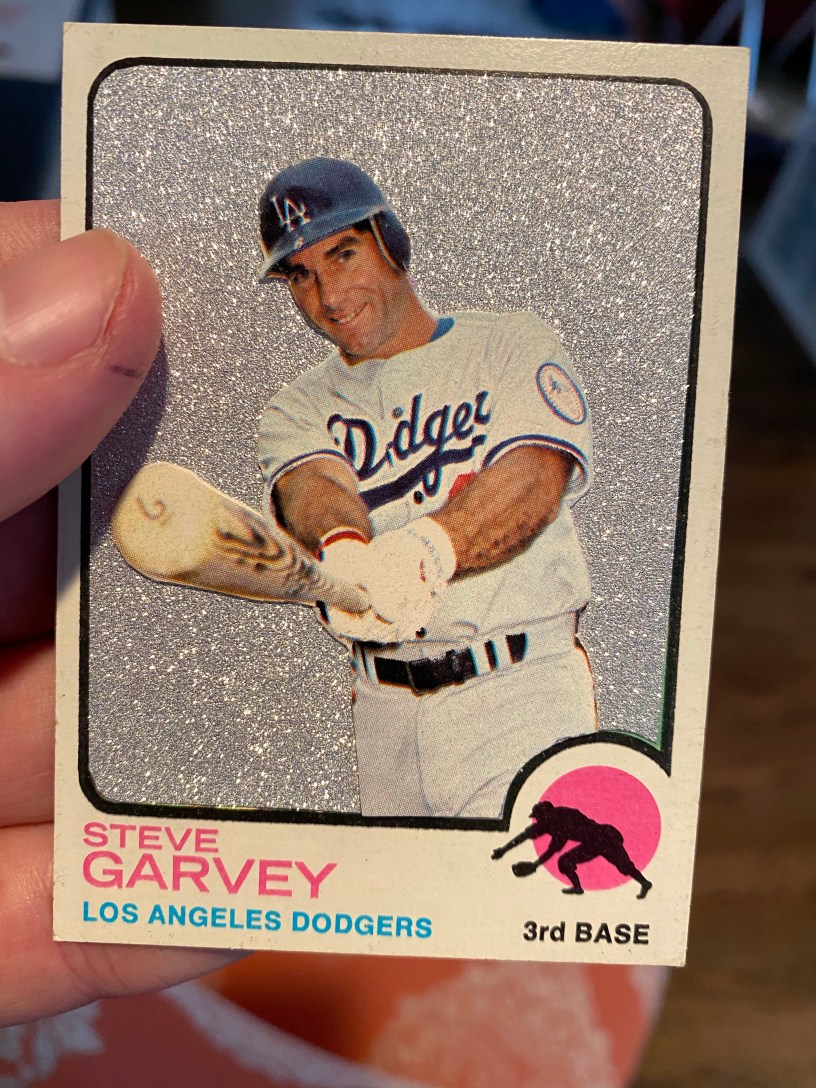 LA
Dodgers
STEVE
GARVEY
LOS ANGELES DODGERS
3rd BASE